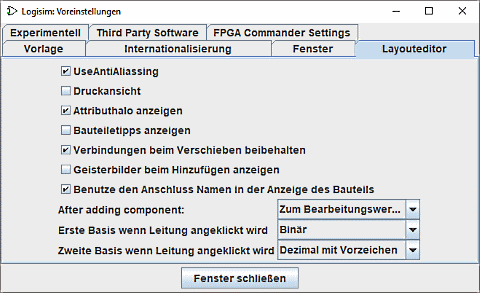 Logisim: Voreinstellungen
Experimentell Third Party Software FPGA Commander Settings
Vorlage Internationalisierung Fenster Layouteditor
UseAntiAliassing
Druckansicht
Attributhalo anzeigen
Bauteiletipps anzeigen
Verbindungen beim Verschieben beibehalten
Geisterbilder beim Hinzufügen anzeigen
Benutze den Anschluss Namen in der Anzeige des Bauteils
After adding component: Zum Bearbeitungswer...
Erste Basis wenn Leitung angeklickt wird Binär
Zweite Basis wenn Leitung angeklickt wird Dezimal mit Vorzeichen
Fenster schließen